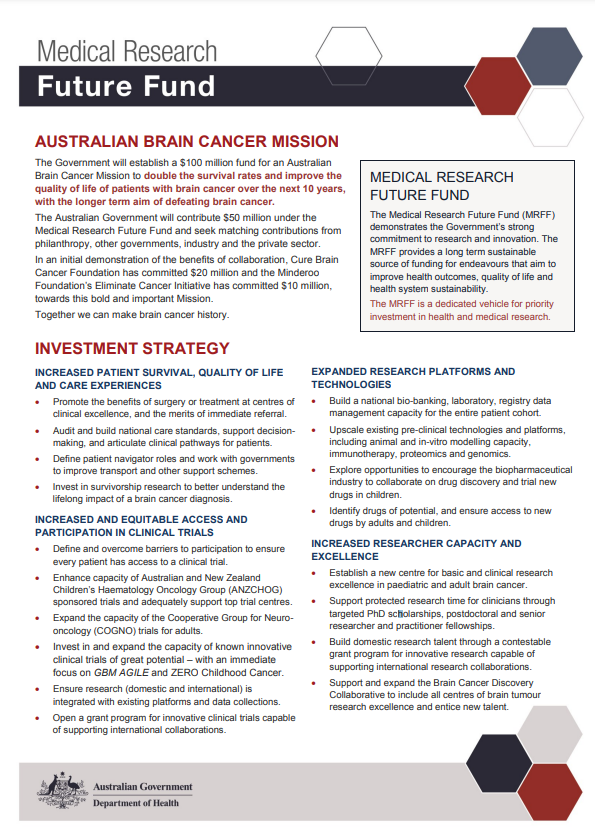 Medical Research
Future Fund
AUSTRALIAN BRAIN CANCER MISSION
The Government will establish a $100 million fund for an Australian
Brain Cancer Mission to double the survival rates and improve the
quality of life of patients with brain cancer over the next 10 years,
with the longer term aim of defeating brain cancer.
The Australian Government will contribute $50 million under the
Medical Research Future Fund and seek matching contributions from
philanthropy, other governments, industry and the private sector.
In an initial demonstration of the benefits of collaboration, Cure Brain
Cancer Foundation has committed $20 million and the Minderoo
Foundation's Eliminate Cancer Initiative has committed $10 million,
towards this bold and important Mission.
Together we can make brain cancer history.
MEDICAL RESEARCH
FUTURE FUND
The Medical Research Future Fund (MRFF)
demonstrates the Government's strong
commitment to research and innovation. The
MRFF provides a long term sustainable
source of funding for endeavours that aim to
improve health outcomes, quality of life and
health system sustainability.
The MRFF is a dedicated vehicle for priority
investment in health and medical research.
INVESTMENT STRATEGY
INCREASED PATIENT SURVIVAL, QUALITY OF LIFE
AND CARE EXPERIENCES
• Promote the benefits of surgery or treatment at centres of
clinical excellence, and the merits of immediate referral.
• Audit and build national care standards, support decision-
making, and articulate clinical pathways for patients.
• Define patient navigator roles and work with governments
to improve transport and other support schemes.
• Invest in survivorship research to better understand the
lifelong impact of a brain cancer diagnosis.
INCREASED AND EQUITABLE ACCESS AND
PARTICIPATION IN CLINICAL TRIALS
• Define and overcome barriers to participation to ensure
every patient has access to a clinical trial.
• Enhance capacity of Australian and New Zealand
Children's Haematology Oncology Group (ANZCHOG)
sponsored trials and adequately support top trial centres.
• Expand the capacity of the Cooperative Group for Neuro-
oncology (COGNO) trials for adults.
• Invest in and expand the capacity of known innovative
clinical trials of great potential – with an immediate
focus on GBM AGILE and ZERO Childhood Cancer.
• Ensure research (domestic and international) is
integrated with existing platforms and data collections.
• Open a grant program for innovative clinical trials capable
of supporting international collaborations.
EXPANDED RESEARCH PLATFORMS AND
TECHNOLOGIES
• Build a national bio-banking, laboratory, registry data
management capacity for the entire patient cohort.
• Upscale existing pre-clinical technologies and platforms,
including animal and in-vitro modelling capacity,
immunotherapy, proteomics and genomics.
• Explore opportunities to encourage the biopharmaceutical
industry to collaborate on drug discovery and trial new
drugs in children.
• Identify drugs of potential, and ensure access to new
drugs by adults and children.
INCREASED RESEARCHER CAPACITY AND
EXCELLENCE
• Establish a new centre for basic and clinical research
excellence in paediatric and adult brain cancer.
• Support protected research time for clinicians through
targeted PhD scholarships, postdoctoral and senior
researcher and practitioner fellowships.
• Build domestic research talent through a contestable
grant program for innovative research capable of
supporting international research collaborations.
• Support and expand the Brain Cancer Discovery
Collaborative to include all centres of brain tumour
research excellence and entice new talent.
Australian Government
Department of Health